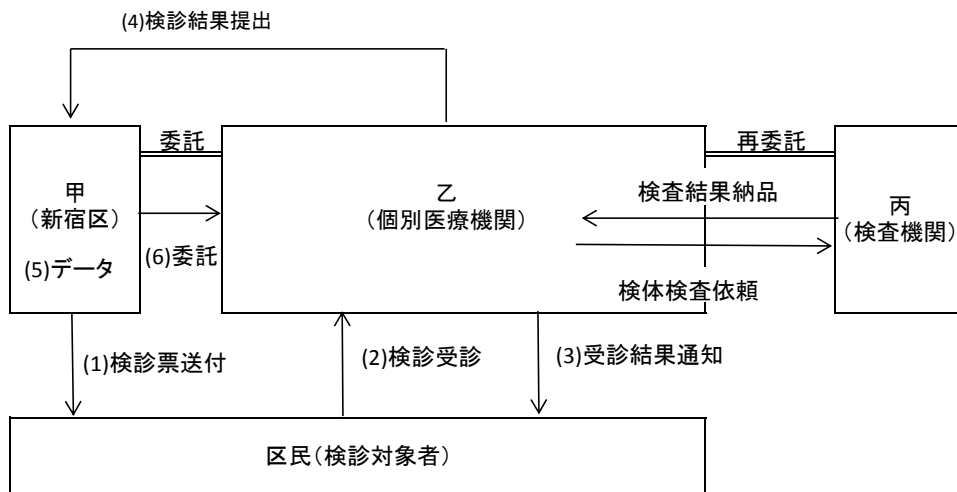 (4)検診結果提出
委託
再委託
甲
(新宿区)
(5)データ
(6)委託
乙
(個別医療機関)
検査結果納品
検体検査依頼
丙
(検査機関)
(1)検診票送付
(2)検診受診
(3)受診結果通知
区民(検診対象者)